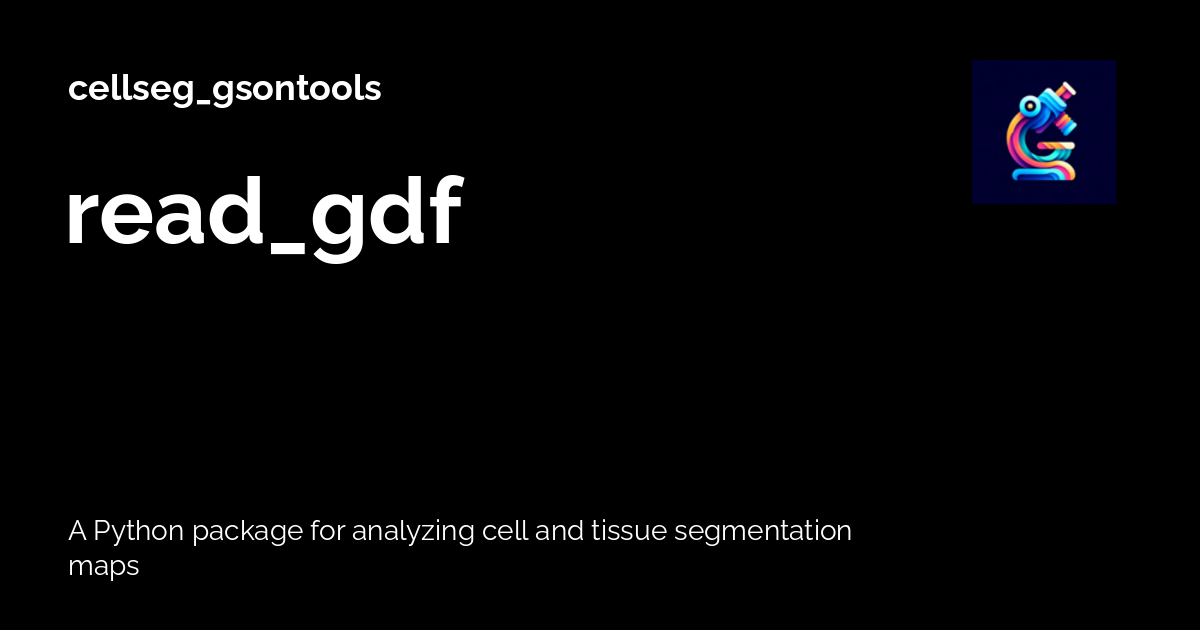 cellseg_gsontools
read_gdf
A Python package for analyzing cell and tissue segmentation
maps